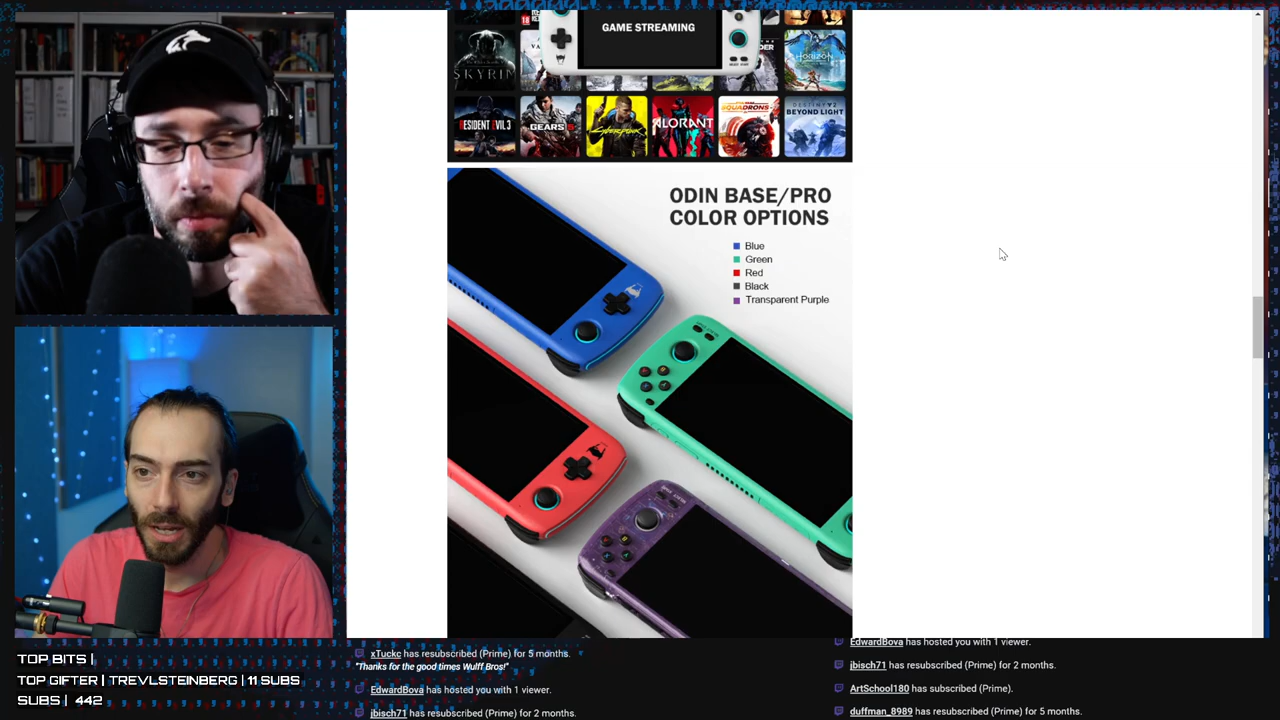 GAME STREAMING
SKYRIM
HORIZON
RESIDENT EVIL 3
GEARS 5
CYBERPUNK
VALORANT
SQUADRONS
DESTINY 2
BEYOND LIGHT
ODIN BASE/PRO
COLOR OPTIONS
Blue
Green
Red
Black
Transparent Purple
TOP BITS |
TOP GIFTER | TREVLSTEINBERG | 11 SUBS
SUBS | 442
xTuckc has resubscribed (Prime) for 5 months.
"Thanks for the good times Wulff Bros!"
EdwardBova has hosted you with 1 viewer.
jbisch71 has resubscribed (Prime) for 2 months.
EdwardBova has hosted you with 1 viewer.
jbisch71 has resubscribed (Prime) for 2 months.
ArtSchool180 has subscribed (Prime).
duffman_8989 has resubscribed (Prime) for 5 months.